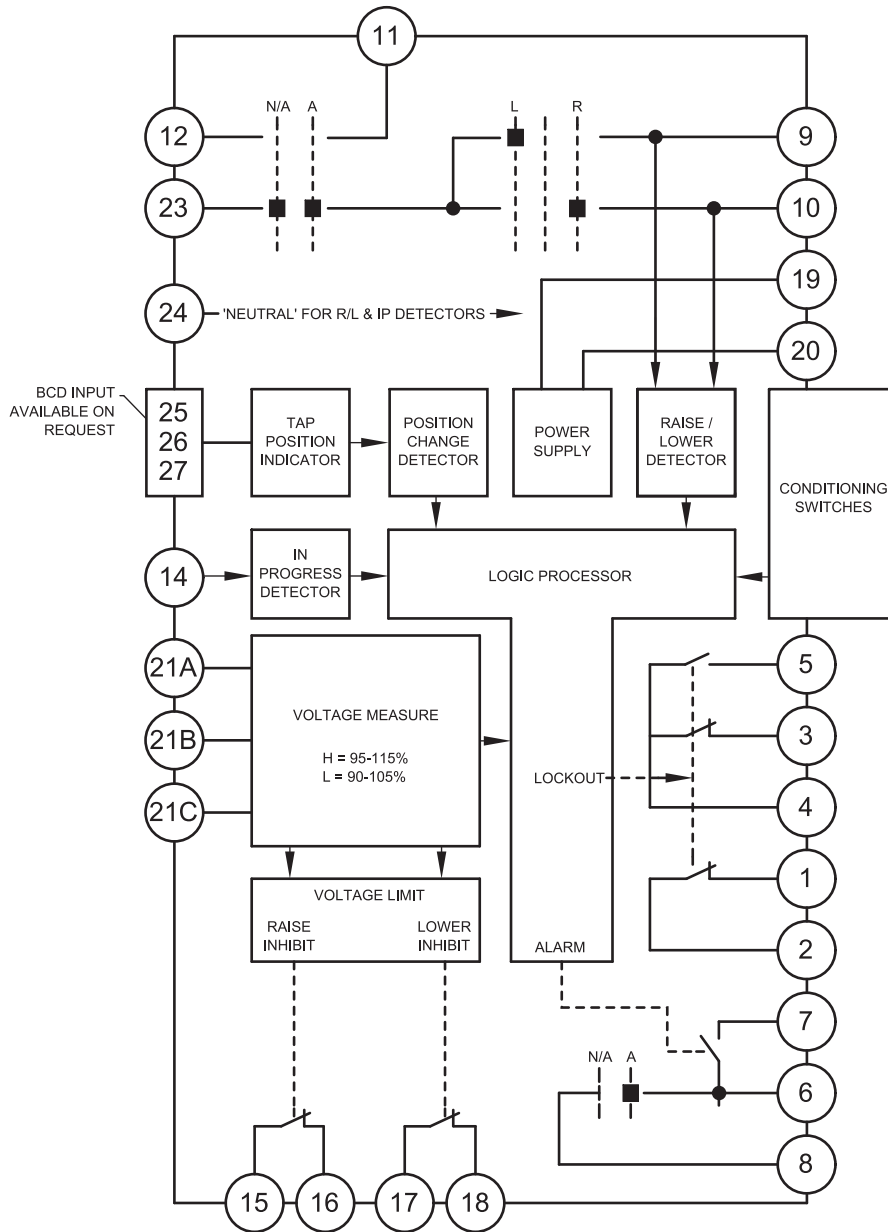 11
N/A A
L R
12
9
23
10
24
'NEUTRAL' FOR R/L & IP DETECTORS
19
20
BCD INPUT
AVAILABLE ON
REQUEST
25
26
27
TAP
POSITION
INDICATOR
POSITION
CHANGE
DETECTOR
POWER
SUPPLY
RAISE /
LOWER
DETECTOR
CONDITIONING
SWITCHES
14
IN
PROGRESS
DETECTOR
LOGIC PROCESSOR
21A
21B
21C
VOLTAGE MEASURE
H = 95-115%
L = 90-105%
LOCKOUT
5
3
4
1
2
VOLTAGE LIMIT
RAISE
INHIBIT
LOWER
INHIBIT
ALARM
7
N/A A
6
8
15
16
17
18